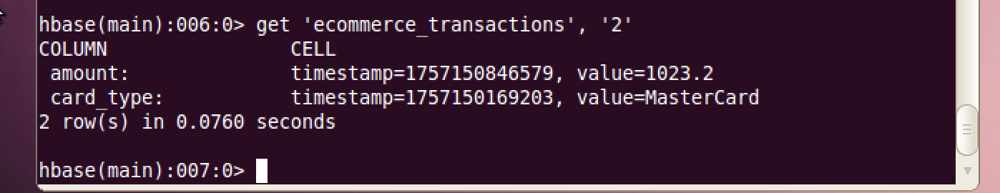 hbase(main):006:0> get 'ecommerce_transactions', '2'
COLUMN                CELL
 amount:              timestamp=1757150846579, value=1023.2
 card_type:           timestamp=1757150169203, value=MasterCard
2 row(s) in 0.0760 seconds

hbase(main):007:0>